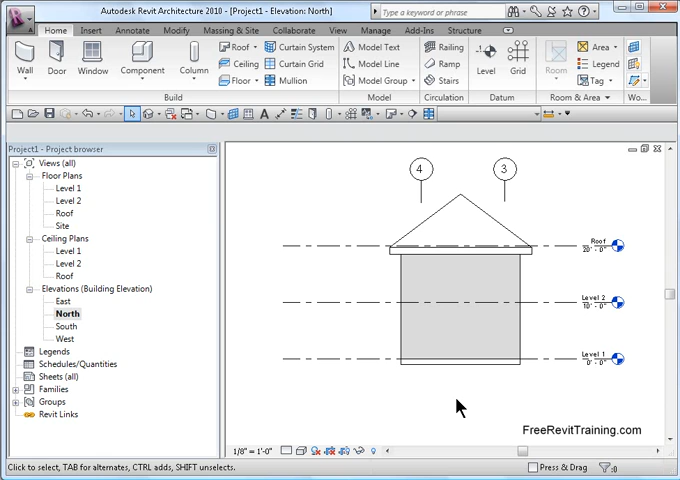 Autodesk Revit Architecture 2010 - [Project1 - Elevation: North]
Type a keyword or phrase
Home
Insert
Annotate
Modify
Massing & Site
Collaborate
View
Manage
Add-Ins
Structure
Wall
Door
Window
Component
Column
Roof
Ceiling
Floor
Curtain System
Curtain Grid
Mullion
Model Text
Model Line
Model Group
Railing
Ramp
Stairs
Level
Grid
Room
Area
Legend
Tag
Build
Model
Circulation
Datum
Room & Area
Wo...
Project1 - Project browser
Views (all)
Floor Plans
Level 1
Level 2
Roof
Site
Ceiling Plans
Level 1
Level 2
Roof
Elevations (Building Elevation)
East
North
South
West
Legends
Schedules/Quantities
Sheets (all)
Families
Groups
Revit Links
4
3
Roof
20' - 0"
Level 2
10' - 0"
Level 1
0' - 0"
FreeRevitTraining.com
1/8" = 1'-0"
Click to select, TAB for alternates, CTRL adds, SHIFT unselects.
Press & Drag
:0